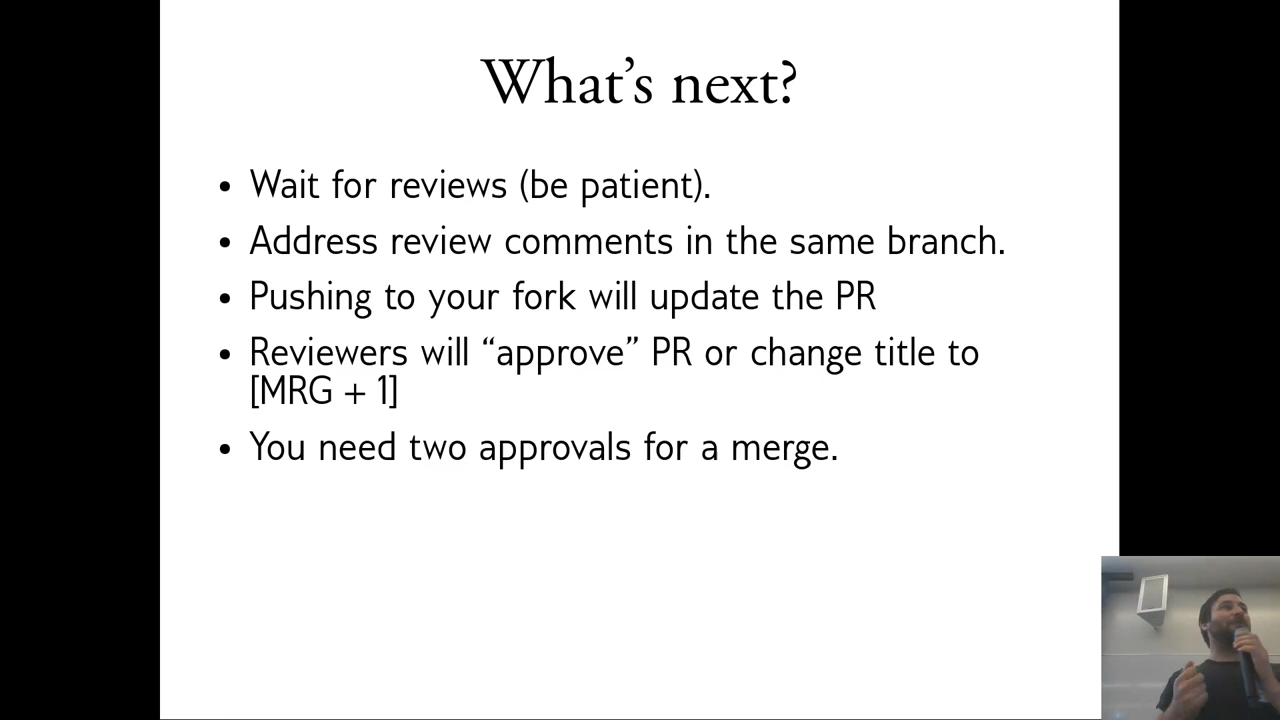 What’s next?
• Wait for reviews (be patient).
• Address review comments in the same branch.
• Pushing to your fork will update the PR
• Reviewers will “approve” PR or change title to
[MRG + 1]
• You need two approvals for a merge.